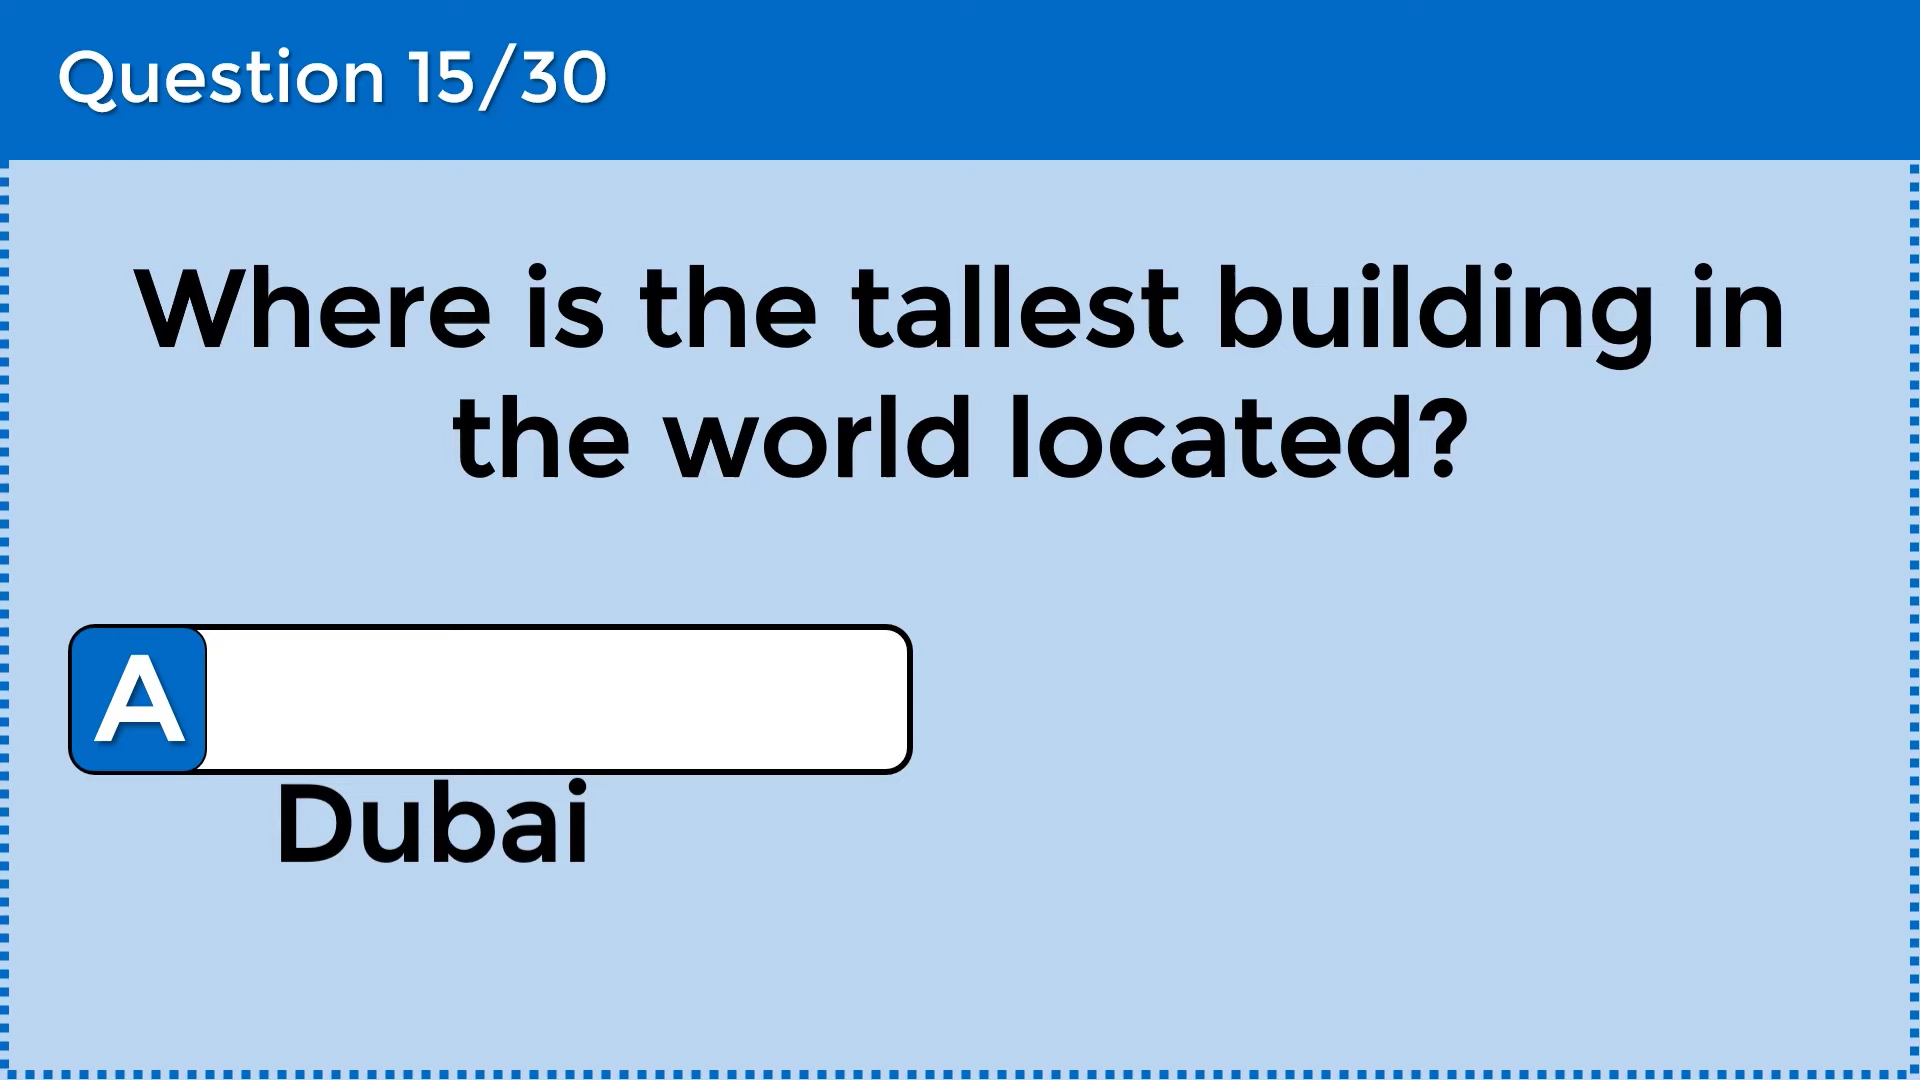 Question 15/30
Where is the tallest building in
the world located?
A
Dubai